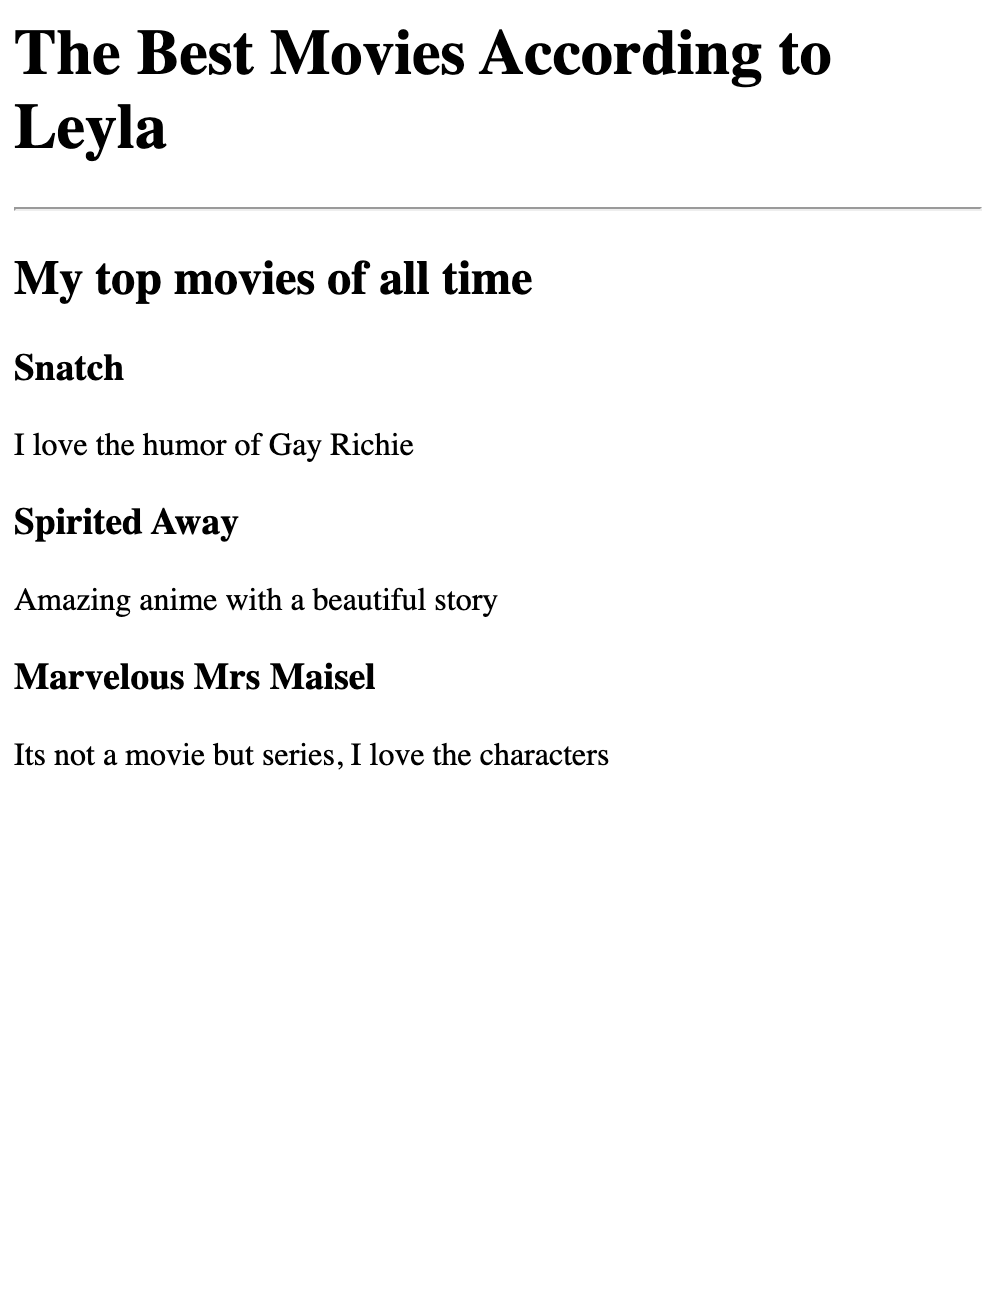 The Best Movies According to
Leyla
My top movies of all time
Snatch
I love the humor of Gay Richie
Spirited Away
Amazing anime with a beautiful story
Marvelous Mrs Maisel
Its not a movie but series, I love the characters